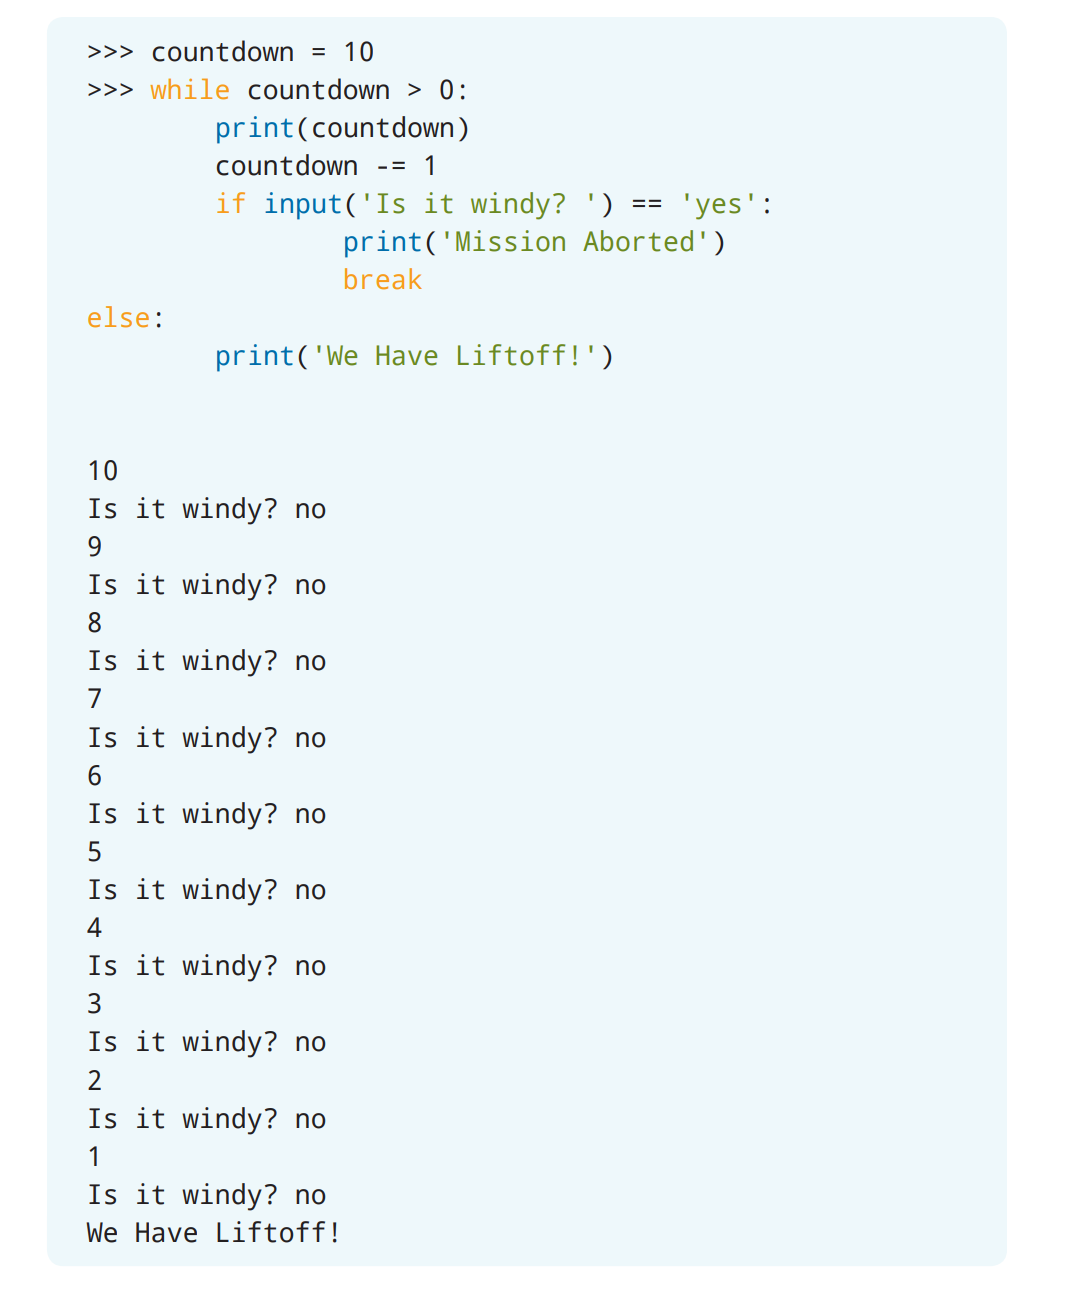 >>> countdown = 10
>>> while countdown > 0:
        print(countdown)
        countdown -= 1
        if input('Is it windy? ') == 'yes':
                print('Mission Aborted')
                break
else:
        print('We Have Liftoff!')
10
Is it windy? no
9
Is it windy? no
8
Is it windy? no
7
Is it windy? no
6
Is it windy? no
5
Is it windy? no
4
Is it windy? no
3
Is it windy? no
2
Is it windy? no
1
Is it windy? no
We Have Liftoff!